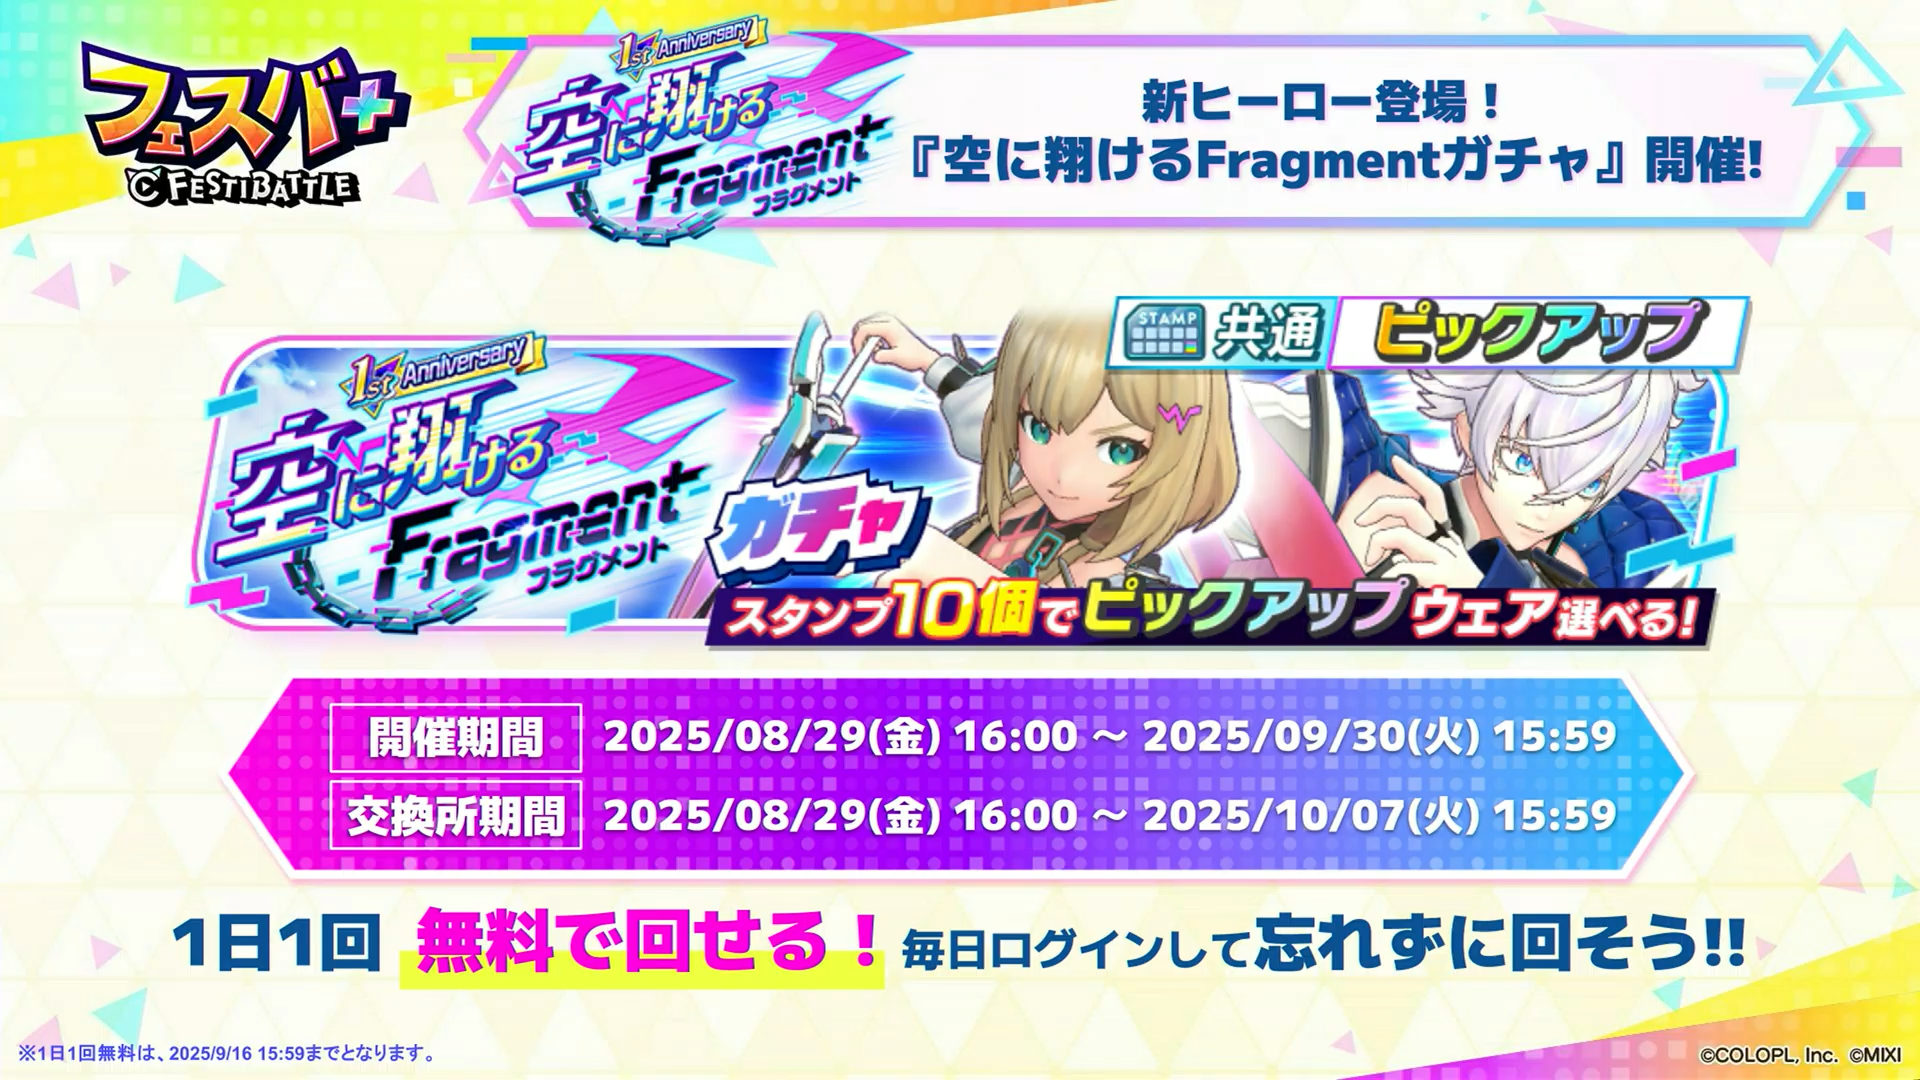 フェスバ+
FESTIBATTLE
1st Anniversary
空に翔ける
Fragment
フラグメント
新ヒーロー登場！
『空に翔けるFragmentガチャ』開催!
STAMP
共通
ピックアップ
1st Anniversary
空に翔ける
Fragment
フラグメント
ガチャ
スタンプ10個でピックアップウェア選べる!
開催期間 2025/08/29(金) 16:00 ～ 2025/09/30(火) 15:59
交換所期間 2025/08/29(金) 16:00 ～ 2025/10/07(火) 15:59
1日1回 無料で回せる！毎日ログインして忘れずに回そう!!
※1日1回無料は、2025/9/16 15:59までとなります。
©COLOPL, Inc. ©MIXI